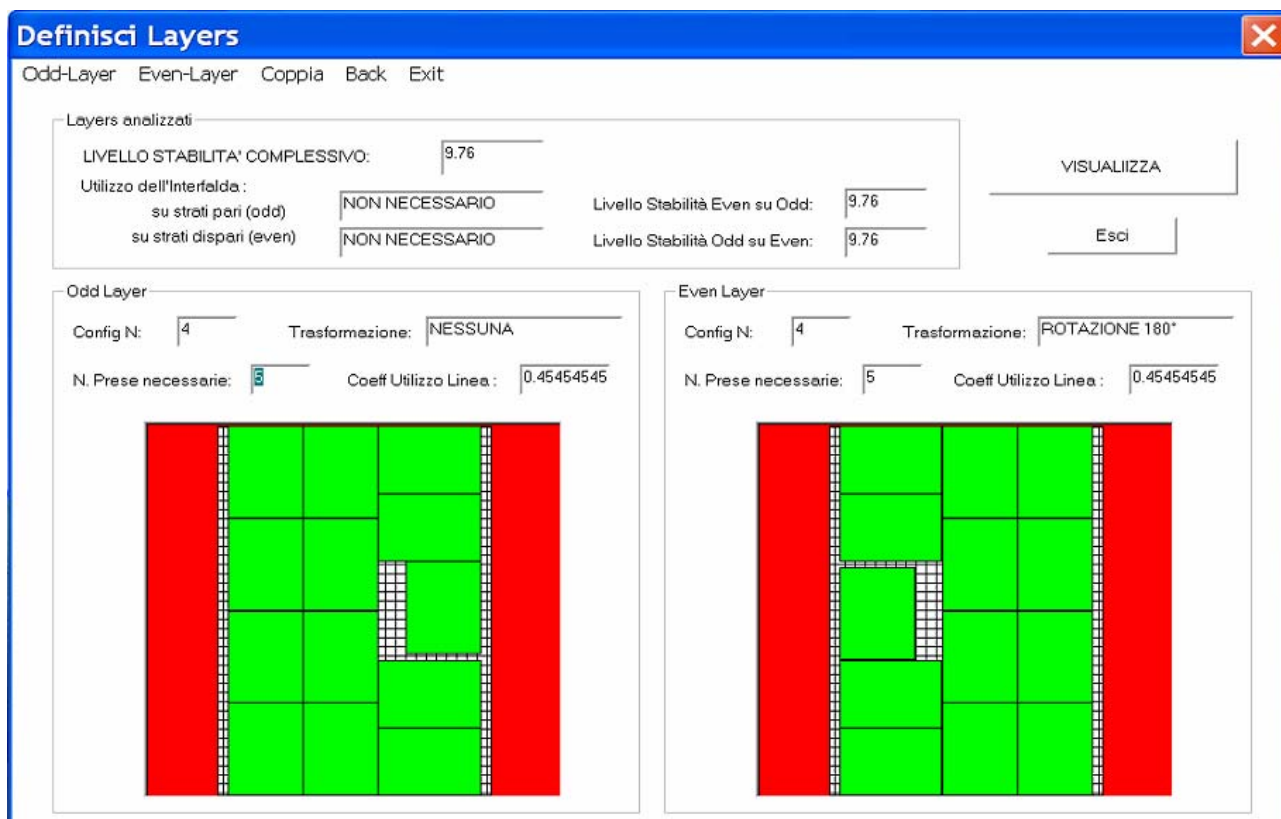 Definisci Layers
Odd-Layer Even-Layer Coppia Back Exit
Layers analizzati
LIVELLO STABILITA' COMPLESSIVO: 9.76
VISUALIIZZA
Utilizzo dell'Interfalda :
su strati pari (odd) NON NECESSARIO Livello Stabilità Even su Odd: 9.76
su strati dispari (even) NON NECESSARIO Livello Stabilità Odd su Even: 9.76
Esci
Odd Layer
Config N: 4 Trasformazione: NESSUNA
N. Prese necessarie: 5 Coeff Utilizzo Linea : 0.45454545
Even Layer
Config N: 4 Trasformazione: ROTAZIONE 180°
N. Prese necessarie: 5 Coeff Utilizzo Linea : 0.45454545